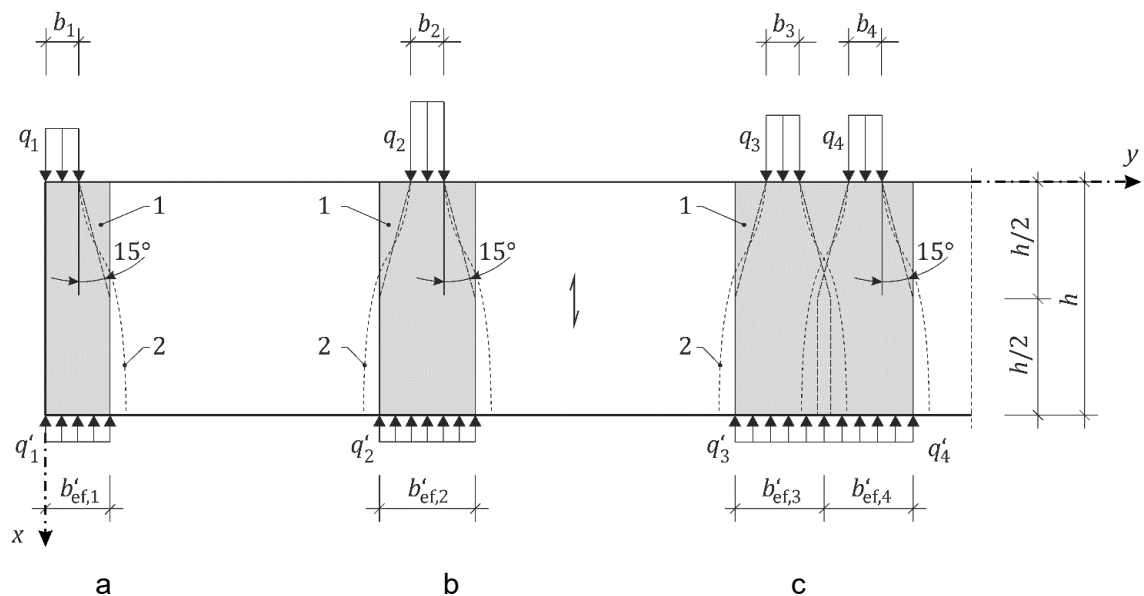 b1 b2 b3 b4
q1 q2 q3 q4 y
1 1 1
15° 15° 15°
h/2
h
2 2 2
h/2
q‘1 q‘2 q‘3 q‘4
b‘ef,1 b‘ef,2 b‘ef,3 b‘ef,4
x
a b c